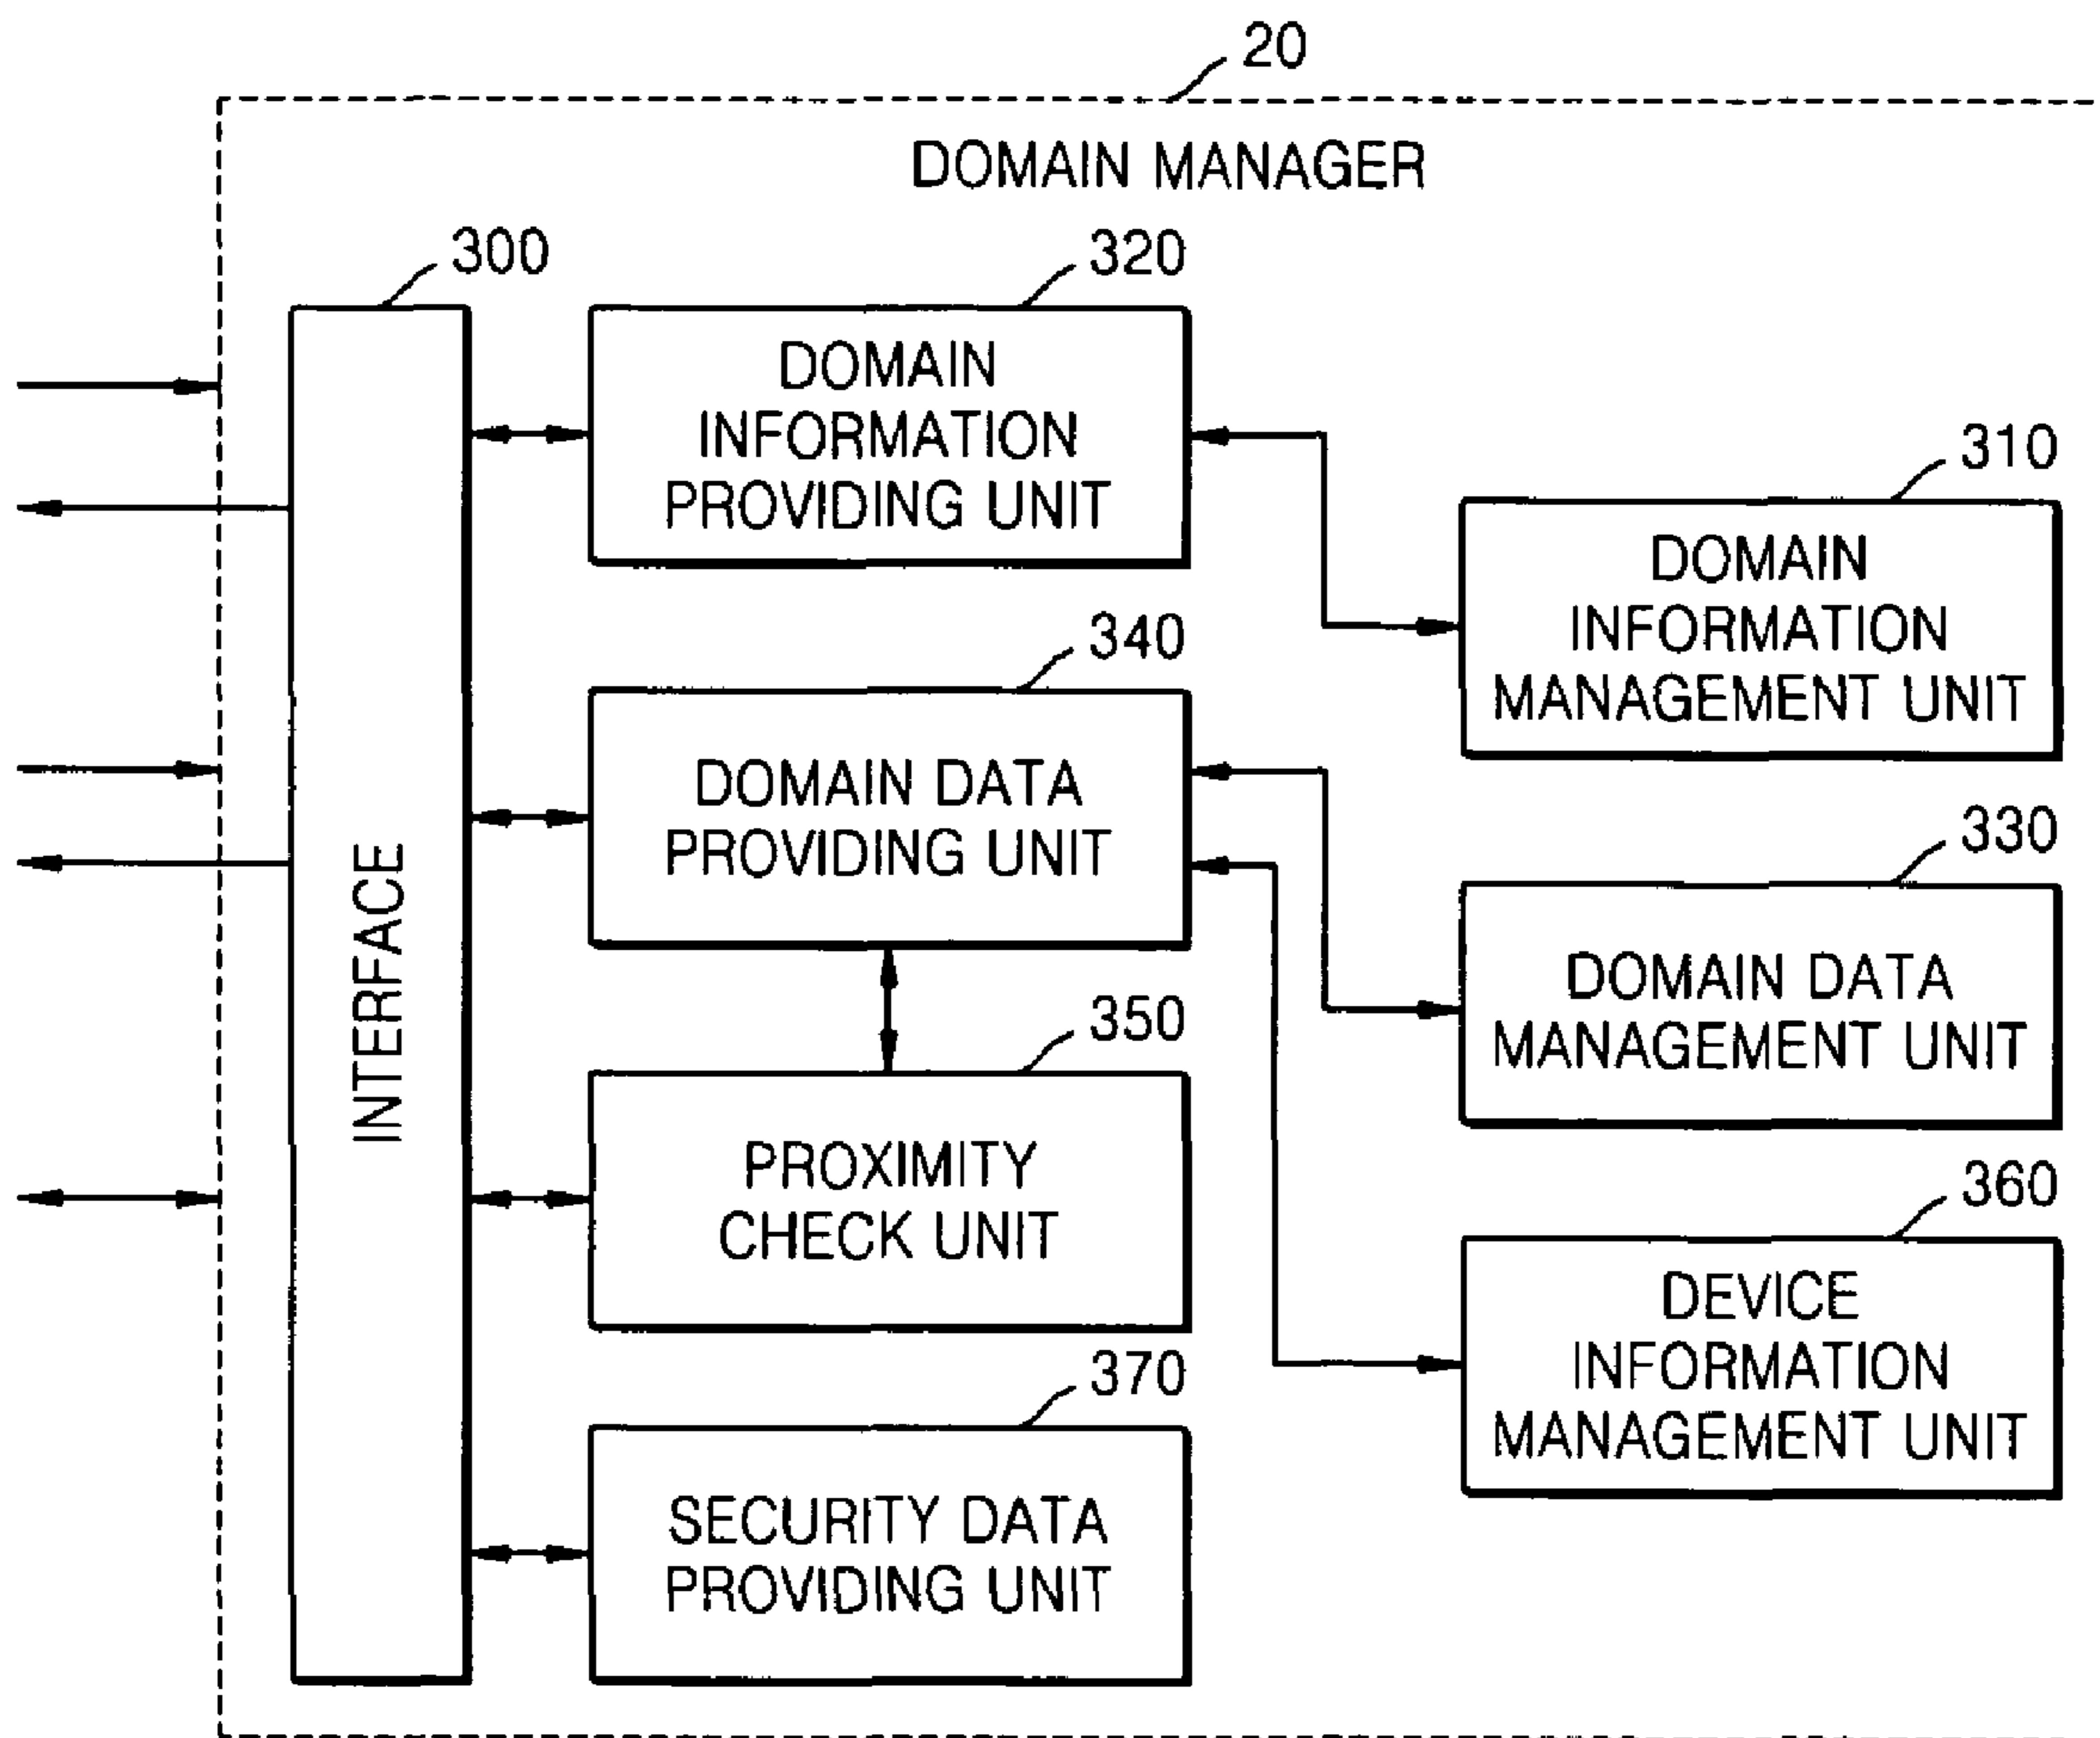 20
DOMAIN MANAGER
300
320
DOMAIN
INFORMATION
PROVIDING UNIT
310
DOMAIN
INFORMATION
MANAGEMENT UNIT
340
DOMAIN DATA
PROVIDING UNIT
330
DOMAIN DATA
MANAGEMENT UNIT
INTERFACE
350
PROXIMITY
CHECK UNIT
360
DEVICE
INFORMATION
MANAGEMENT UNIT
370
SECURITY DATA
PROVIDING UNIT